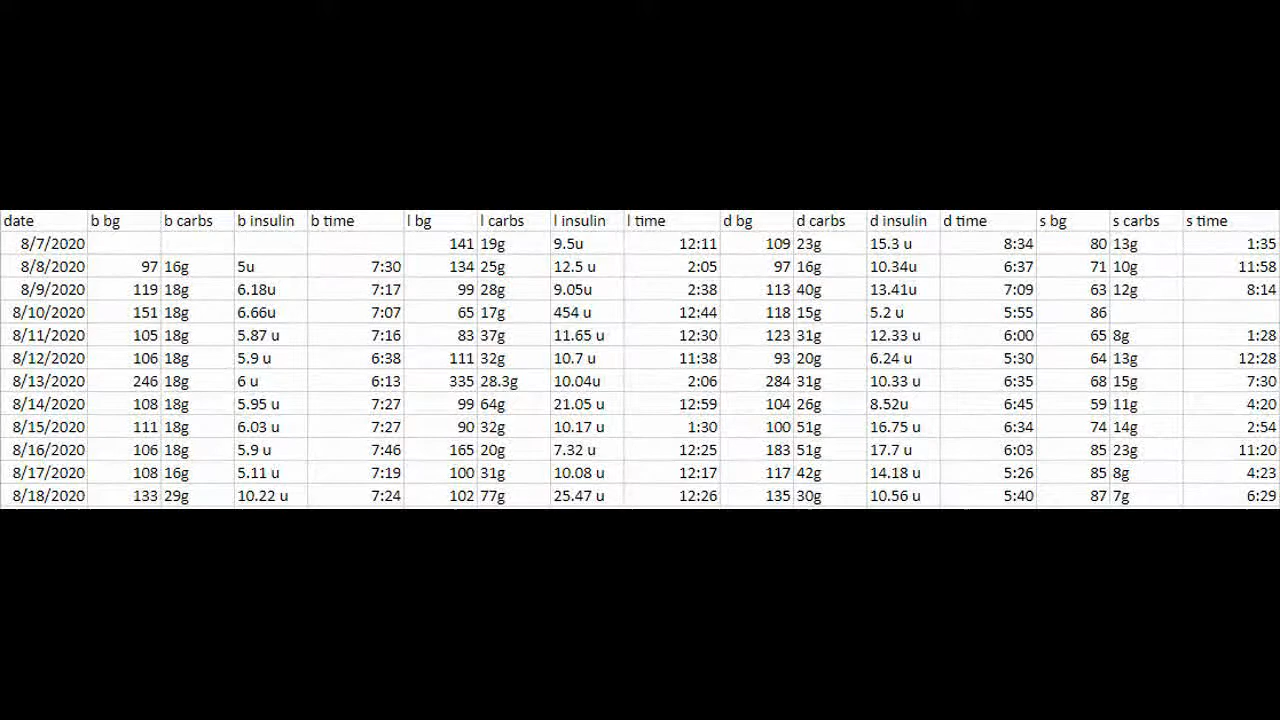 date b bg b carbs b insulin b time l bg l carbs l insulin l time d bg d carbs d insulin d time s bg s carbs s time
8/7/2020 141 19g 9.5u 12:11 109 23g 15.3 u 8:34 80 13g 1:35
8/8/2020 97 16g 5u 7:30 134 25g 12.5 u 2:05 97 16g 10.34u 6:37 71 10g 11:58
8/9/2020 119 18g 6.18u 7:17 99 28g 9.05u 2:38 113 40g 13.41u 7:09 63 12g 8:14
8/10/2020 151 18g 6.66u 7:07 65 17g 454 u 12:44 118 15g 5.2 u 5:55 86
8/11/2020 105 18g 5.87 u 7:16 83 37g 11.65 u 12:30 123 31g 12.33 u 6:00 65 8g 1:28
8/12/2020 106 18g 5.9 u 6:38 111 32g 10.7 u 11:38 93 20g 6.24 u 5:30 64 13g 12:28
8/13/2020 246 18g 6 u 6:13 335 28.3g 10.04u 2:06 284 31g 10.33 u 6:35 68 15g 7:30
8/14/2020 108 18g 5.95 u 7:27 99 64g 21.05 u 12:59 104 26g 8.52u 6:45 59 11g 4:20
8/15/2020 111 18g 6.03 u 7:27 90 32g 10.17 u 1:30 100 51g 16.75 u 6:34 74 14g 2:54
8/16/2020 106 18g 5.9 u 7:46 165 20g 7.32 u 12:25 183 51g 17.7 u 6:03 85 23g 11:20
8/17/2020 108 16g 5.11 u 7:19 100 31g 10.08 u 12:17 117 42g 14.18 u 5:26 85 8g 4:23
8/18/2020 133 29g 10.22 u 7:24 102 77g 25.47 u 12:26 135 30g 10.56 u 5:40 87 7g 6:29